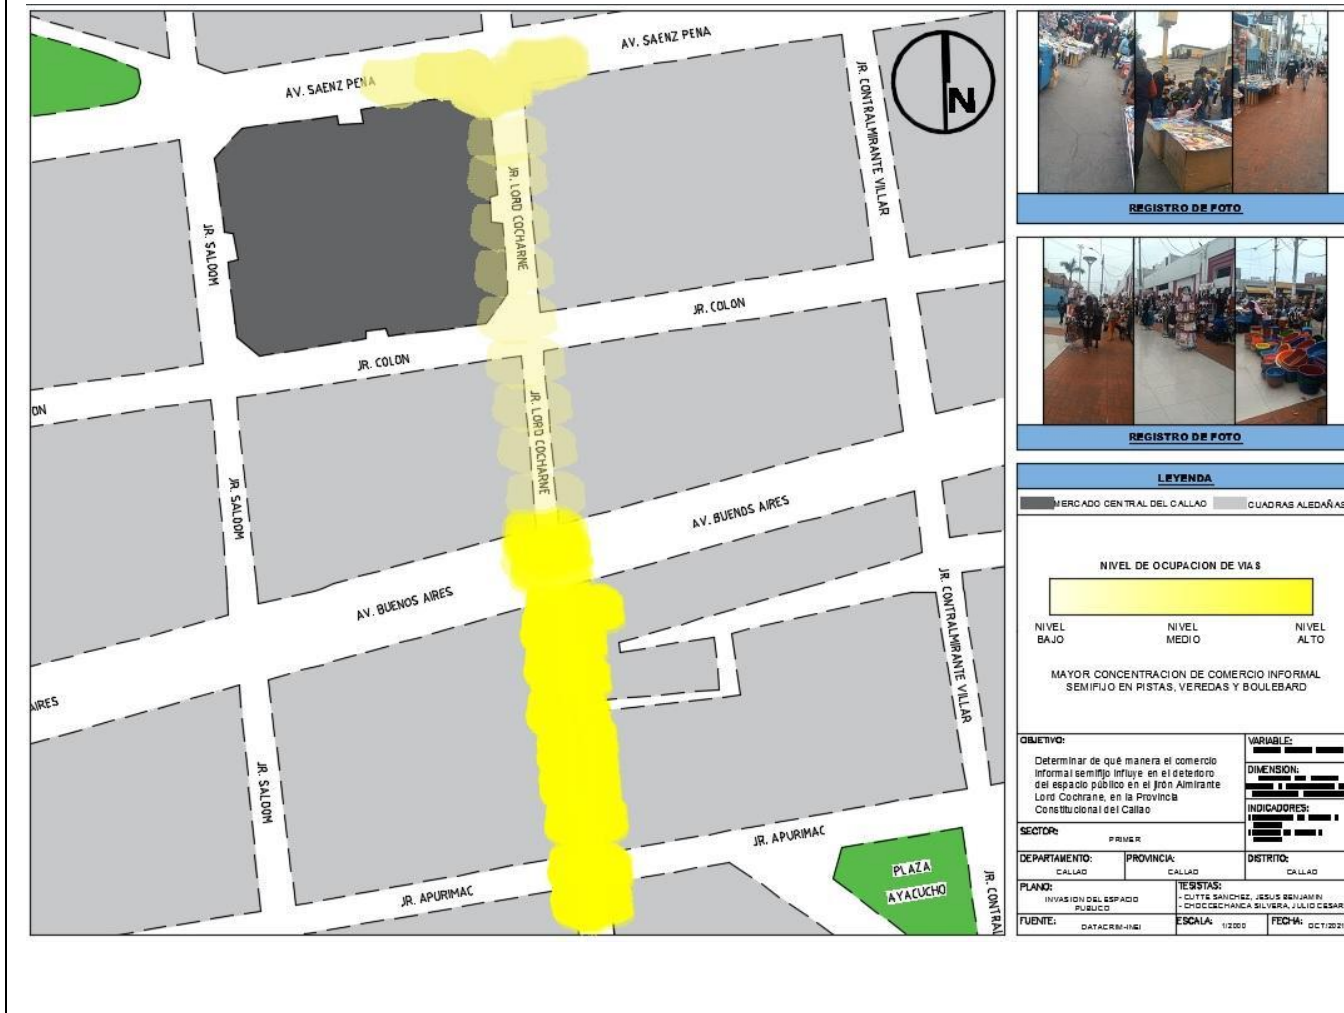 AV. SAENZ PENA
AV. SAENZ PENA
JR. CONTRALMIRANTE VILLAR
N
JR. LORD COCHARNE
JR. SALOOM
JR. COLON
JR. COLON
ON
JR. LORD COCHARNE
JR. SALOOM
AV. BUENOS AIRES
AV. BUENOS AIRES
JR. CONTRALMIRANTE VILLAR
AIRES
JR. SALOOM
JR. APURIMAC
JR. APURIMAC
PLAZA
AYACUCHO
JR. CONTRAL
REGISTRO DE FOTO
REGISTRO DE FOTO
LEYENDA
MERCADO CENTRAL DEL CALLAO CUADRAS ALEDAÑAS
NIVEL DE OCUPACION DE VIAS
NIVEL BAJO
NIVEL MEDIO
NIVEL ALTO
MAYOR CONCENTRACION DE COMERCIO INFORMAL
SEMIFIJO EN PISTAS, VEREDAS Y BOULEBARD
OBJETIVO:
Determinar de qué manera el comercio
informal semifijo influye en el deterioro
del espacio público en el jirón Almirante
Lord Cochrane, en la Provincia
Constitucional del Callao
VARIABLE:
DIMENSION:
INDICADORES:
SECTOR:
PRIMER
DEPARTAMENTO:
CALLAO
PROVINCIA:
CALLAO
DISTRITO:
CALLAO
PLANO:
INVASION DEL ESPACIO
PUBLICO
TESISTAS:
- CUTTE SANCHEZ, JESUS BENJAMIN
- CHOCCECHANCA SILVERA, JULIO CESAR
FUENTE:
DATACRIM-INEI
ESCALA:
1/2000
FECHA:
OCT/2021